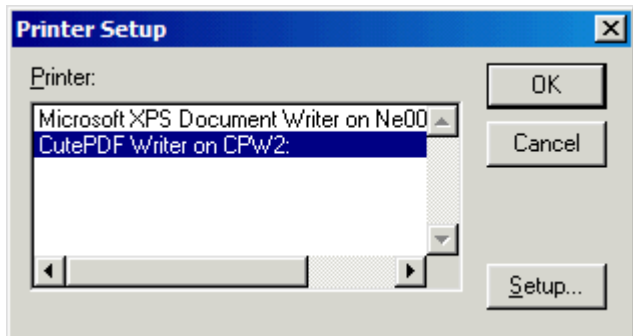 Printer Setup
Printer:
Microsoft XPS Document Writer on Ne00
CutePDF Writer on CPW2:
OK
Cancel
Setup...